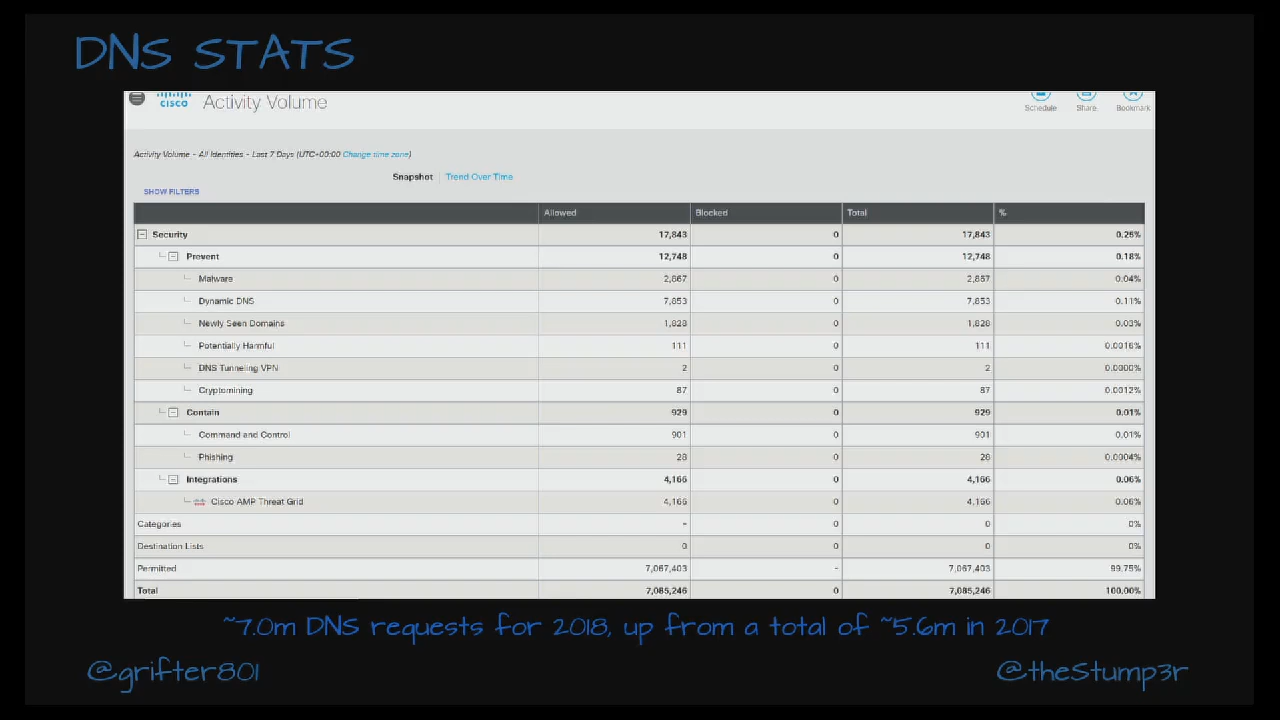 DNS STATS
CISCO Activity Volume
Schedule Share Bookmark
Activity Volume - All Identities - Last 7 Days (UTC+00:00 Change time zone)
Snapshot Trend Over Time
SHOW FILTERS
Allowed Blocked Total %
Security 17,843 0 17,843 0.25%
Prevent 12,748 0 12,748 0.18%
Malware 2,867 0 2,867 0.04%
Dynamic DNS 7,853 0 7,853 0.11%
Newly Seen Domains 1,828 0 1,828 0.03%
Potentially Harmful 111 0 111 0.0016%
DNS Tunneling VPN 2 0 2 0.0000%
Cryptomining 87 0 87 0.0012%
Contain 929 0 929 0.01%
Command and Control 901 0 901 0.01%
Phishing 28 0 28 0.0004%
Integrations 4,166 0 4,166 0.06%
Cisco AMP Threat Grid 4,166 0 4,166 0.06%
Categories - 0 0 0%
Destination Lists 0 0 0 0%
Permitted 7,067,403 - 7,067,403 99.75%
Total 7,085,246 0 7,085,246 100.00%
~7.0m DNS requests for 2018, up from a total of ~5.6m in 2017
@grifter801 @theStump3r